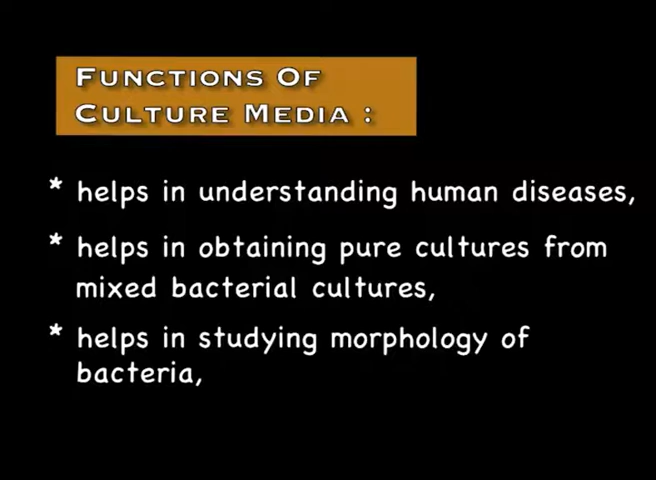 FUNCTIONS OF
CULTURE MEDIA :
* helps in understanding human diseases,
* helps in obtaining pure cultures from
mixed bacterial cultures,
* helps in studying morphology of
bacteria,